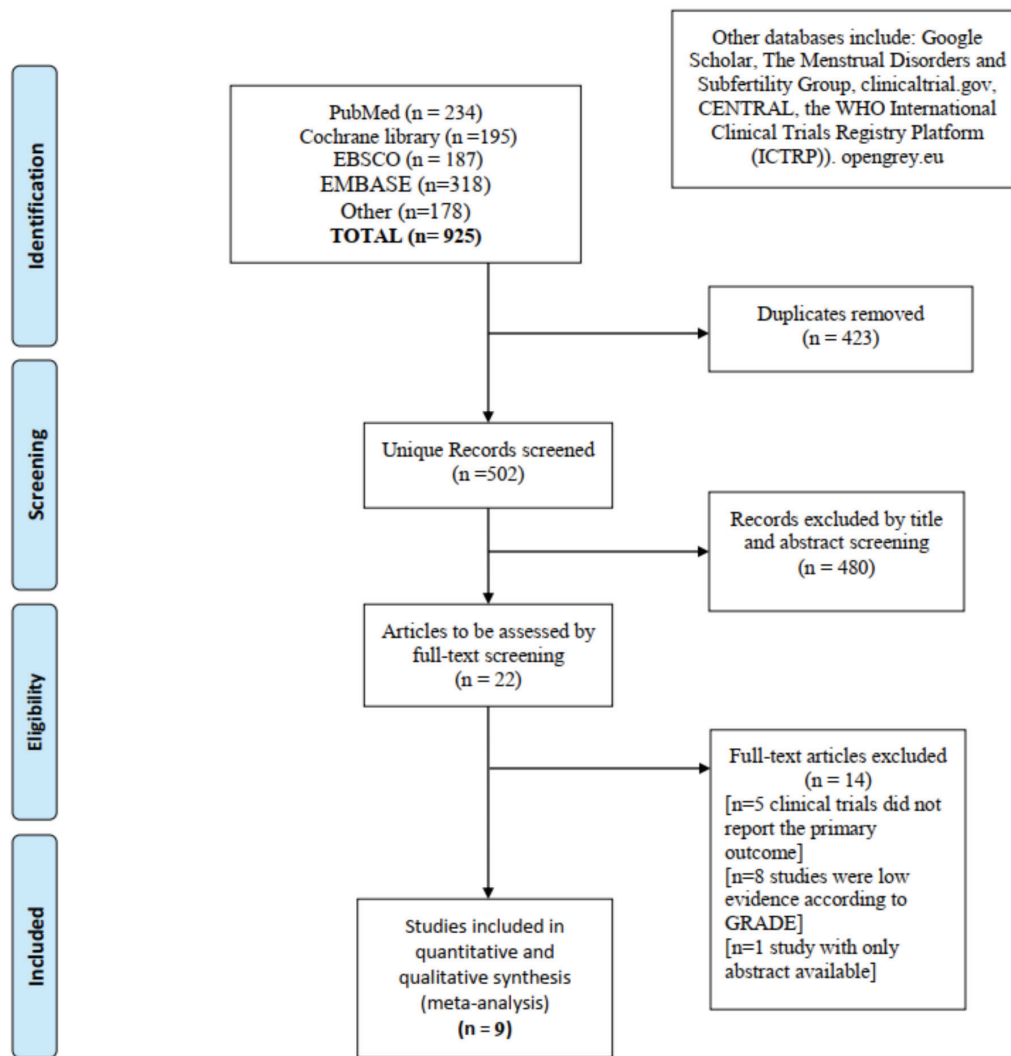 Other databases include: Google
Scholar, The Menstrual Disorders and
Subfertility Group, clinicaltrial.gov,
CENTRAL, the WHO International
Clinical Trials Registry Platform
(ICTRP)). opengrey.eu
Identification
PubMed (n = 234)
Cochrane library (n =195)
EBSCO (n = 187)
EMBASE (n=318)
Other (n=178)
TOTAL (n= 925)
Duplicates removed
(n = 423)
Screening
Unique Records screened
(n =502)
Records excluded by title
and abstract screening
(n = 480)
Eligibility
Articles to be assessed by
full-text screening
(n = 22)
Full-text articles excluded
(n = 14)
[n=5 clinical trials did not
report the primary
outcome]
[n=8 studies were low
evidence according to
GRADE]
[n=1 study with only
abstract available]
Included
Studies included in
quantitative and
qualitative synthesis
(meta-analysis)
(n = 9)